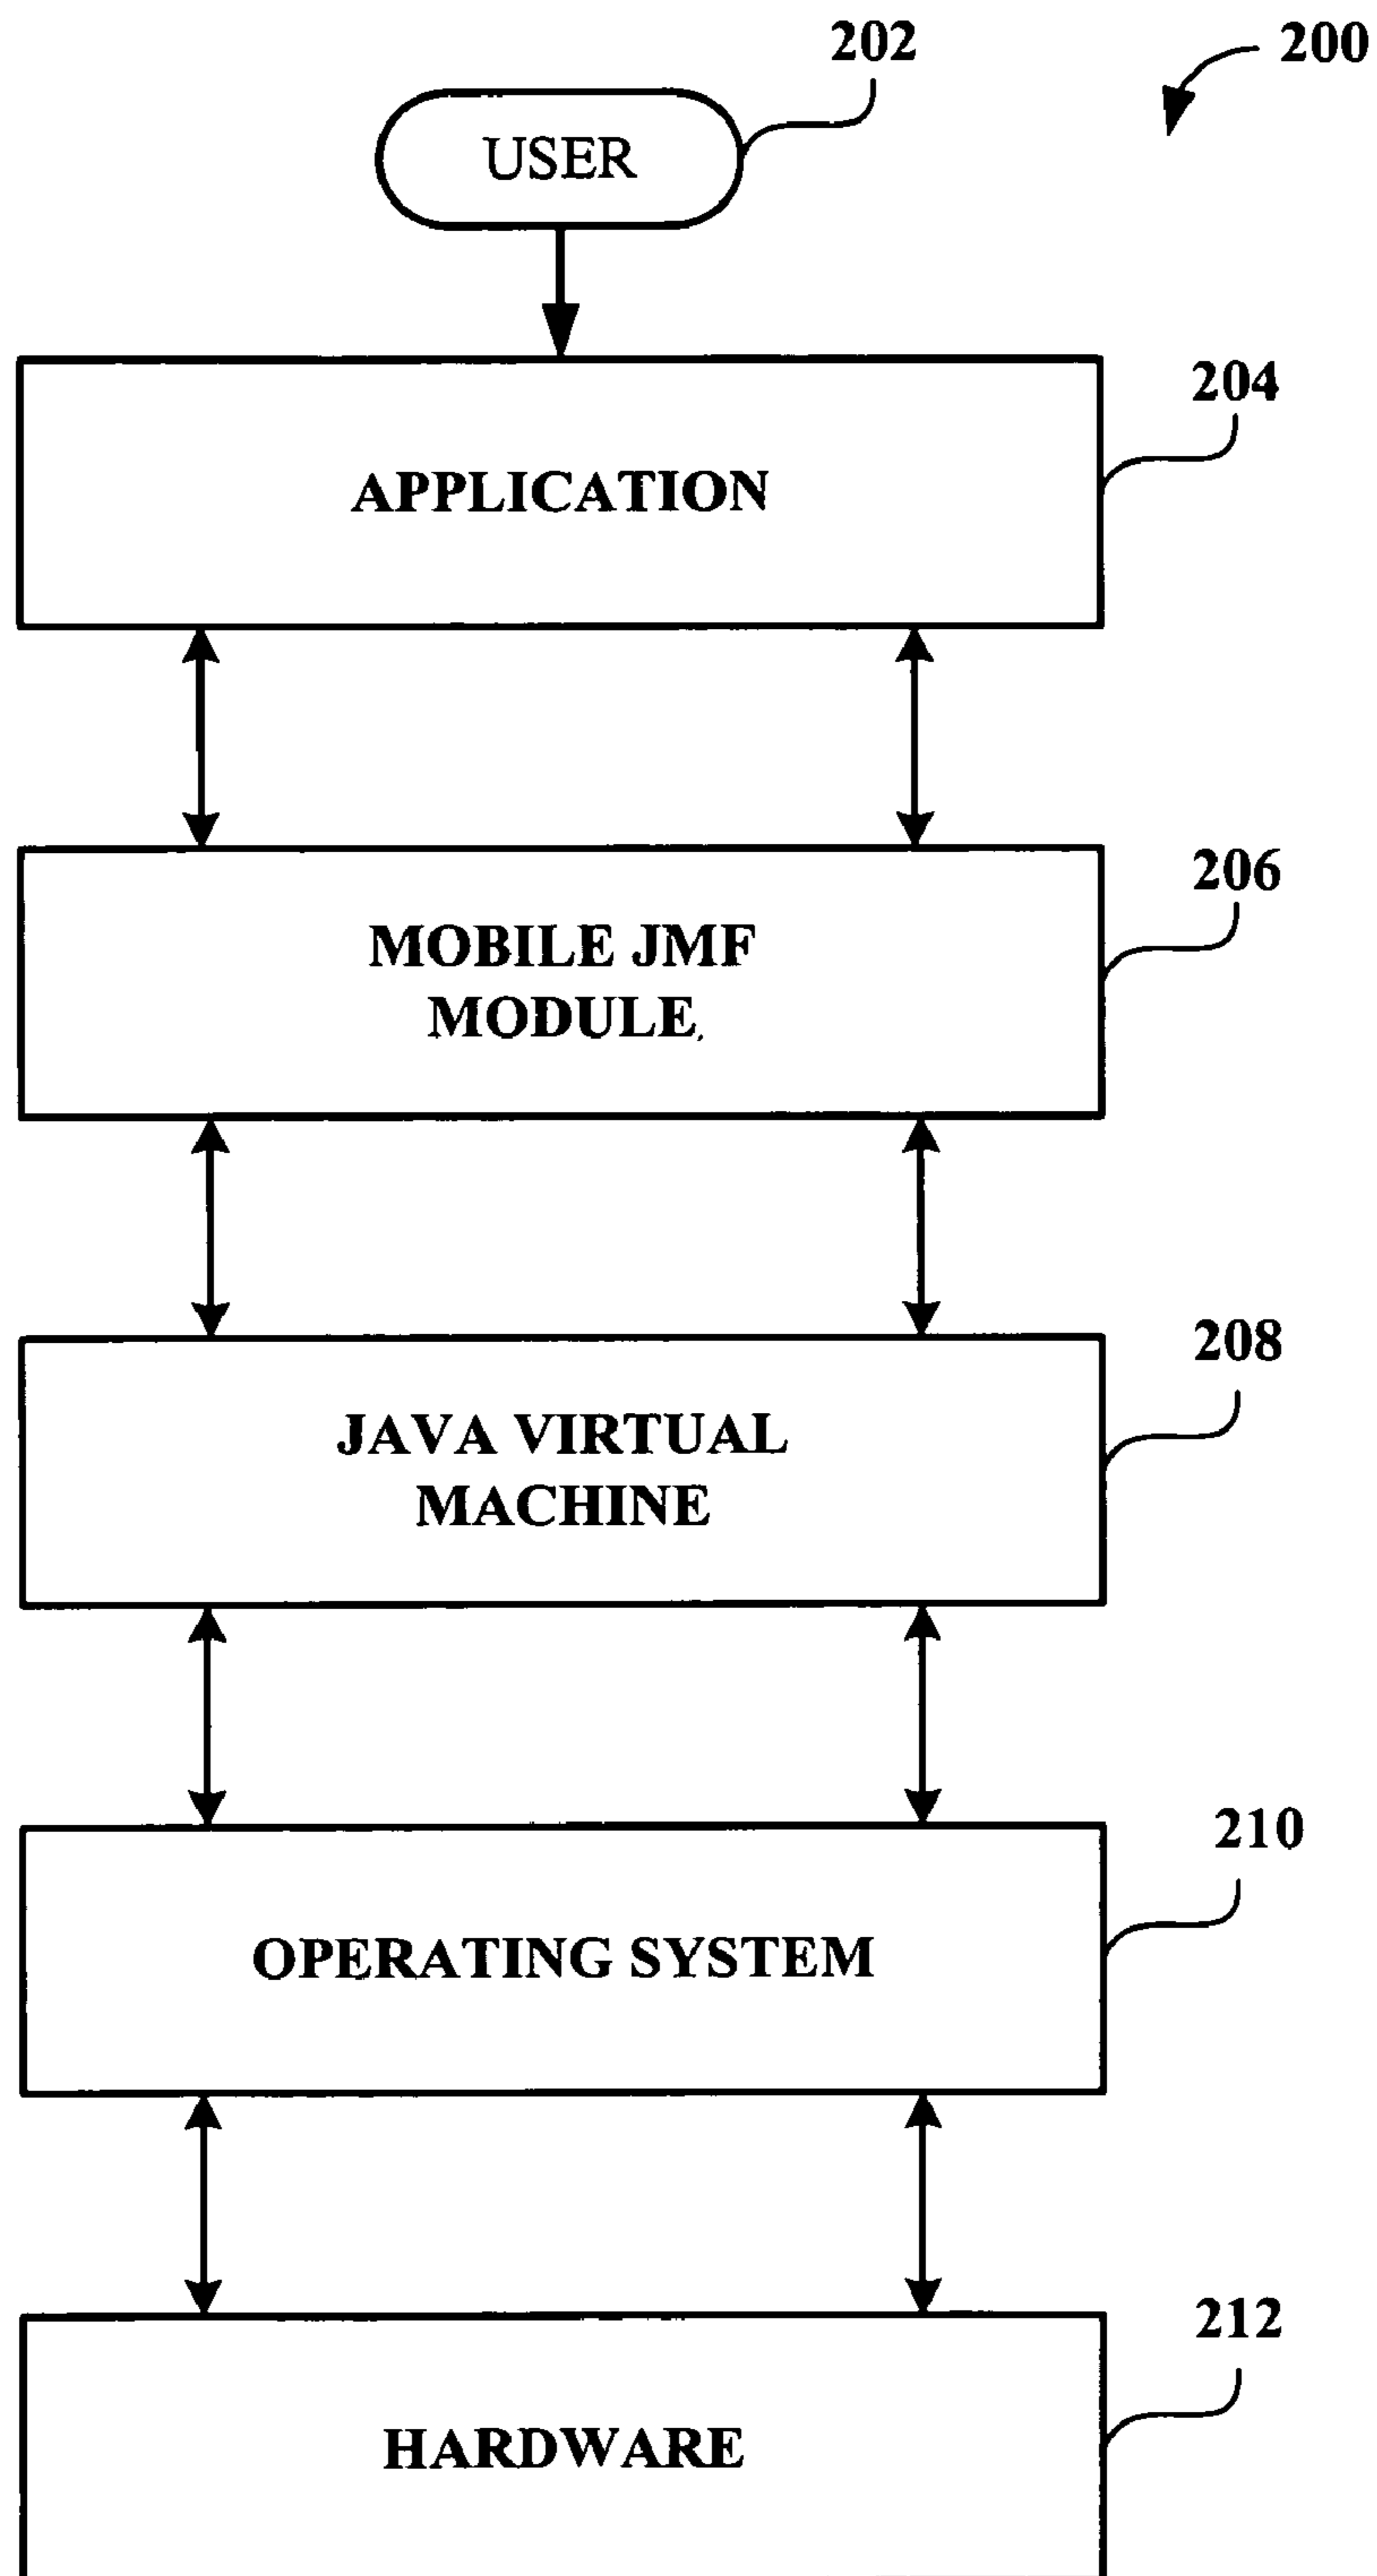 202
200
USER
204
APPLICATION
206
MOBILE JMF
MODULE
208
JAVA VIRTUAL
MACHINE
210
OPERATING SYSTEM
212
HARDWARE